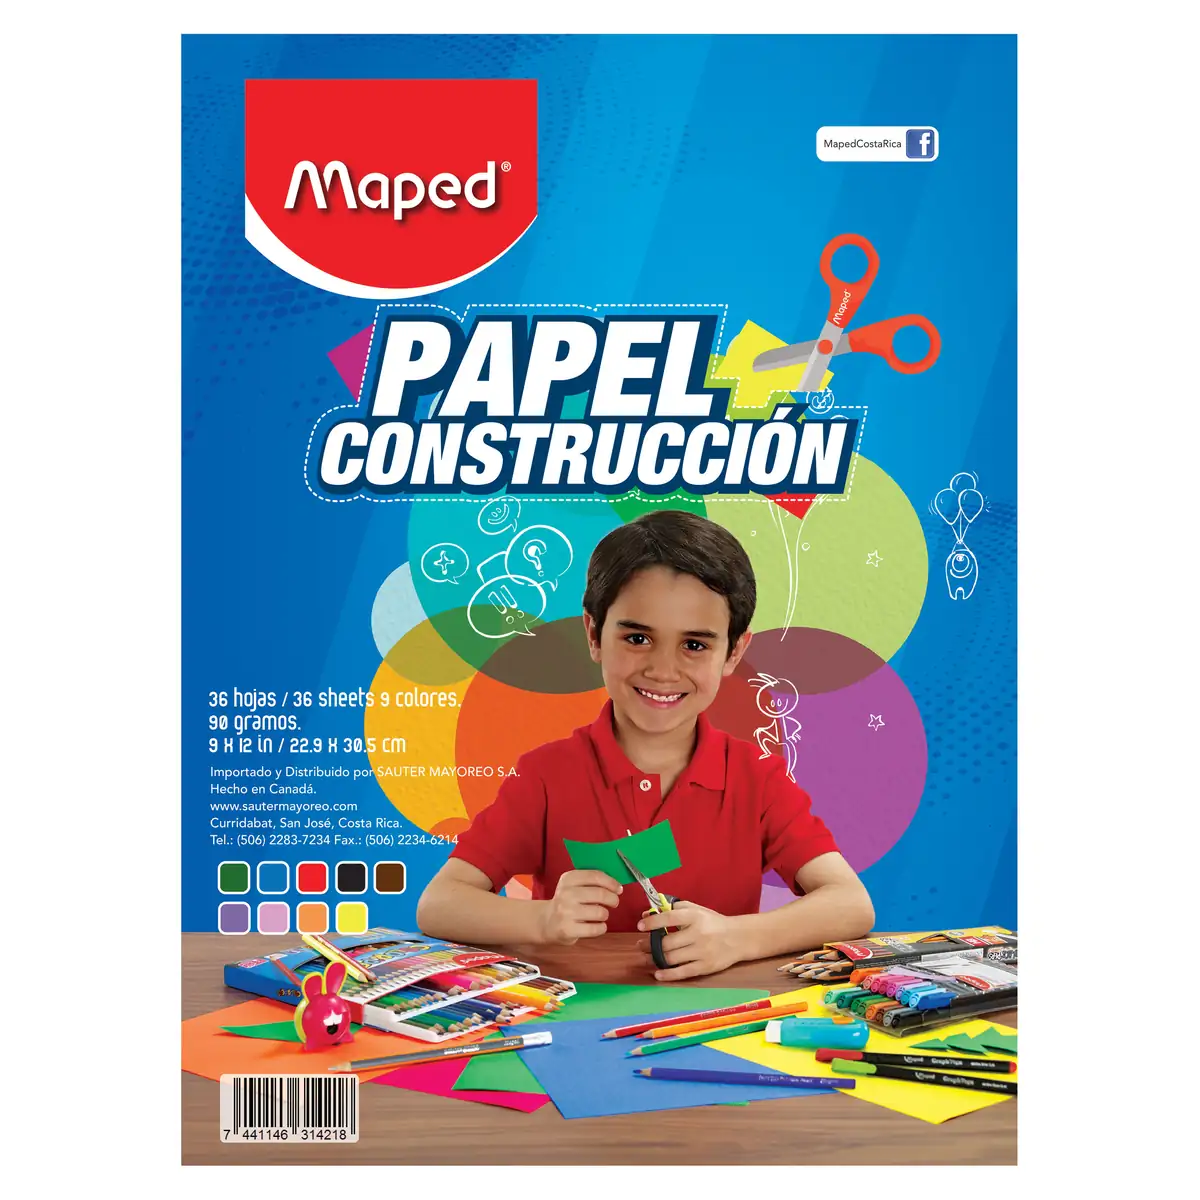 Maped®
MapedCostaRica f
Maped
PAPEL
CONSTRUCCIÓN
36 hojas / 36 sheets 9 colores.
90 gramos.
9 X 12 in / 22.9 X 30.5 cm
Importado y Distribuido por SAUTER MAYOREO S.A.
Hecho en Canadá.
www.sautermayoreo.com
Curridabat, San José, Costa Rica.
Tel.: (506) 2283-7234 Fax.: (506) 2234-6214
7 441146 314218